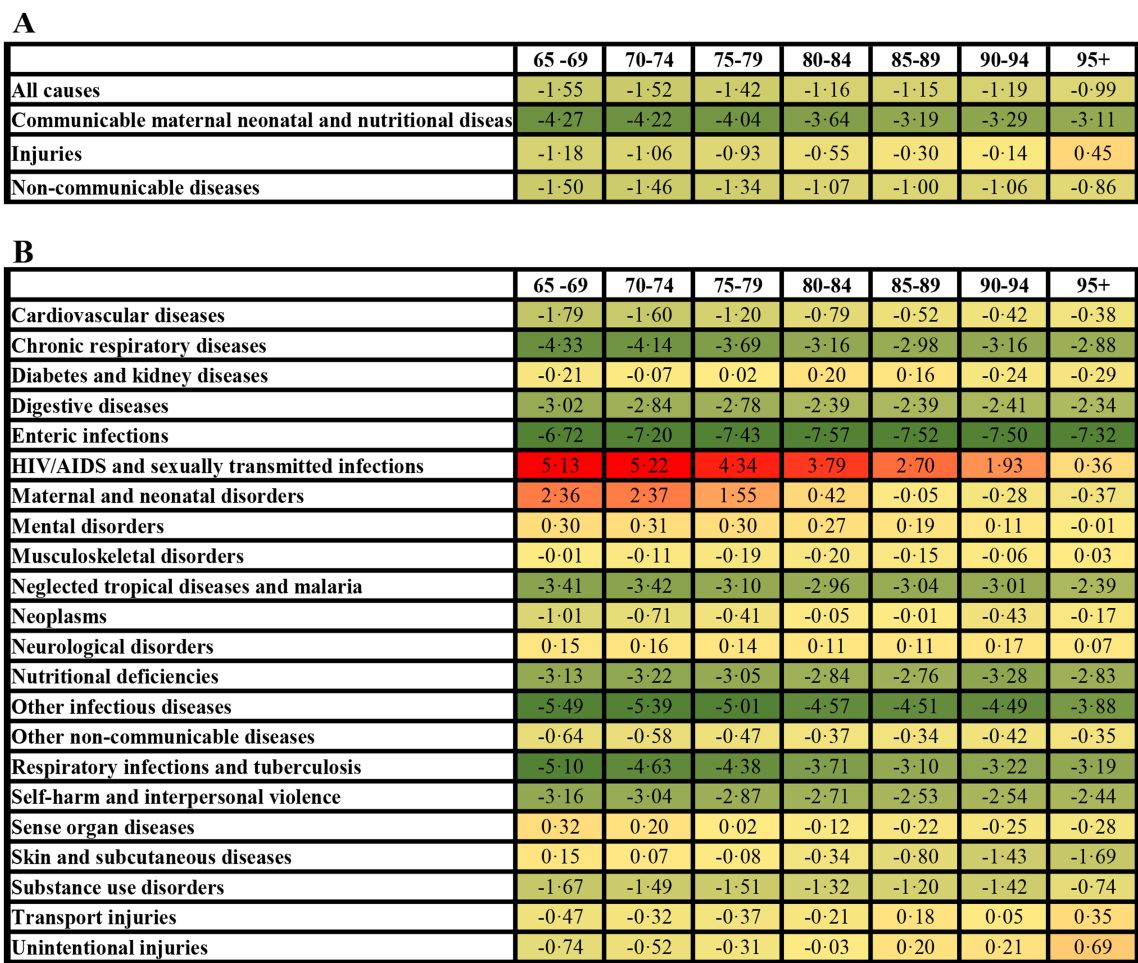 A
65 -69 70-74 75-79 80-84 85-89 90-94 95+
All causes -1·55 -1·52 -1·42 -1·16 -1·15 -1·19 -0·99
Communicable maternal neonatal and nutritional diseas -4·27 -4·22 -4·04 -3·64 -3·19 -3·29 -3·11
Injuries -1·18 -1·06 -0·93 -0·55 -0·30 -0·14 0·45
Non-communicable diseases -1·50 -1·46 -1·34 -1·07 -1·00 -1·06 -0·86
B
65 -69 70-74 75-79 80-84 85-89 90-94 95+
Cardiovascular diseases -1·79 -1·60 -1·20 -0·79 -0·52 -0·42 -0·38
Chronic respiratory diseases -4·33 -4·14 -3·69 -3·16 -2·98 -3·16 -2·88
Diabetes and kidney diseases -0·21 -0·07 0·02 0·20 0·16 -0·24 -0·29
Digestive diseases -3·02 -2·84 -2·78 -2·39 -2·39 -2·41 -2·34
Enteric infections -6·72 -7·20 -7·43 -7·57 -7·52 -7·50 -7·32
HIV/AIDS and sexually transmitted infections 5·13 5·22 4·34 3·79 2·70 1·93 0·36
Maternal and neonatal disorders 2·36 2·37 1·55 0·42 -0·05 -0·28 -0·37
Mental disorders 0·30 0·31 0·30 0·27 0·19 0·11 -0·01
Musculoskeletal disorders -0·01 -0·11 -0·19 -0·20 -0·15 -0·06 0·03
Neglected tropical diseases and malaria -3·41 -3·42 -3·10 -2·96 -3·04 -3·01 -2·39
Neoplasms -1·01 -0·71 -0·41 -0·05 -0·01 -0·43 -0·17
Neurological disorders 0·15 0·16 0·14 0·11 0·11 0·17 0·07
Nutritional deficiencies -3·13 -3·22 -3·05 -2·84 -2·76 -3·28 -2·83
Other infectious diseases -5·49 -5·39 -5·01 -4·57 -4·51 -4·49 -3·88
Other non-communicable diseases -0·64 -0·58 -0·47 -0·37 -0·34 -0·42 -0·35
Respiratory infections and tuberculosis -5·10 -4·63 -4·38 -3·71 -3·10 -3·22 -3·19
Self-harm and interpersonal violence -3·16 -3·04 -2·87 -2·71 -2·53 -2·54 -2·44
Sense organ diseases 0·32 0·20 0·02 -0·12 -0·22 -0·25 -0·28
Skin and subcutaneous diseases 0·15 0·07 -0·08 -0·34 -0·80 -1·43 -1·69
Substance use disorders -1·67 -1·49 -1·51 -1·32 -1·20 -1·42 -0·74
Transport injuries -0·47 -0·32 -0·37 -0·21 0·18 0·05 0·35
Unintentional injuries -0·74 -0·52 -0·31 -0·03 0·20 0·21 0·69